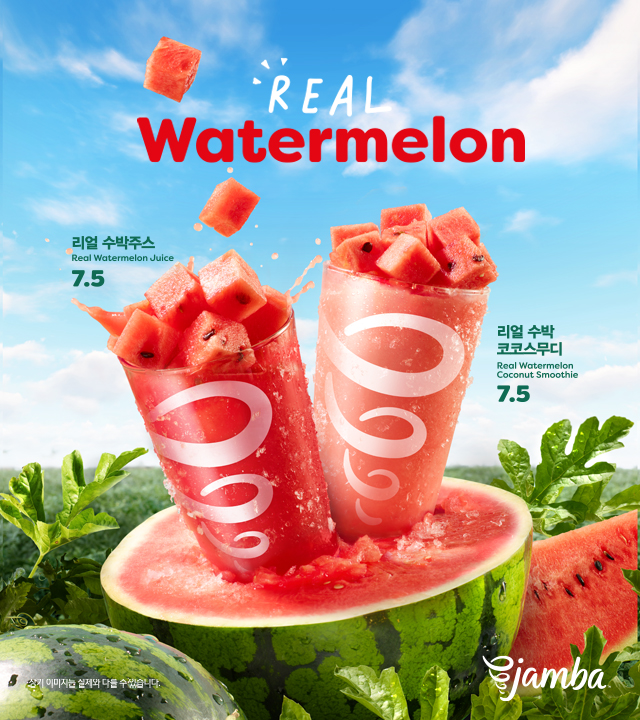 REAL
Watermelon
리얼 수박주스
Real Watermelon Juice
7.5
리얼 수박
코코스무디
Real Watermelon
Coconut Smoothie
7.5
상기 이미지는 실제와 다를 수 있습니다.
jamba